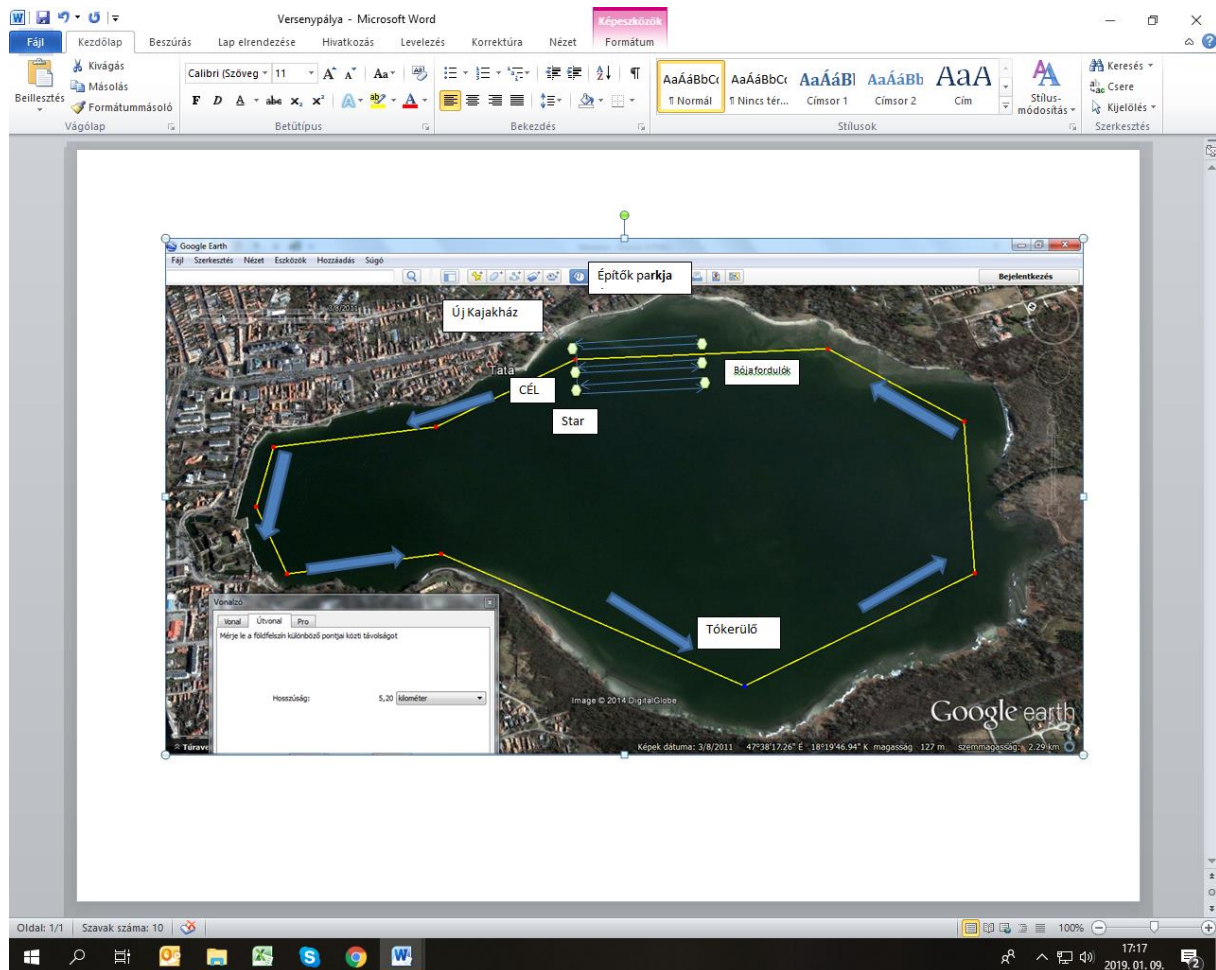 Versenypálya - Microsoft Word
Képeszközök
Fájl Kezdőlap Beszúrás Lap elrendezése Hivatkozás Levelezés Korrektúra Nézet Formátum
Beillesztés
Kivágás
Másolás
Formátummásoló
Vágólap
Calibri (Szöveg 11
Betűtípus
Bekezdés
AaÁáBbCc AaÁáBbCc AaÁáBl AaÁáBb AaA
¶ Normál ¶ Nincs tér... Címsor 1 Címsor 2 Cím
Stílus-
módosítás
Stílusok
Keresés
Csere
Kijelölés
Szerkesztés
Google Earth
Fájl Szerkesztés Nézet Eszközök Hozzáadás Súgó
Építők parkja
Bejelentkezés
Új Kajakház
Tata
Bójafordulók
CÉL
Star
Tókerülő
Vonalzó
Vonal Útvonal Pro
Mérje le a földfelszín különböző pontjai közti távolságot
Hosszúság: 5,20 kilométer
Image © 2014 DigitalGlobe
Google earth
Túrave
Képek dátuma: 3/8/2011 47°38'17.26" É 18°19'46.94" K magasság 127 m szemmagasság: 2.29 km
Oldal: 1/1 Szavak száma: 10 100%
17:17
2019. 01. 09.
2